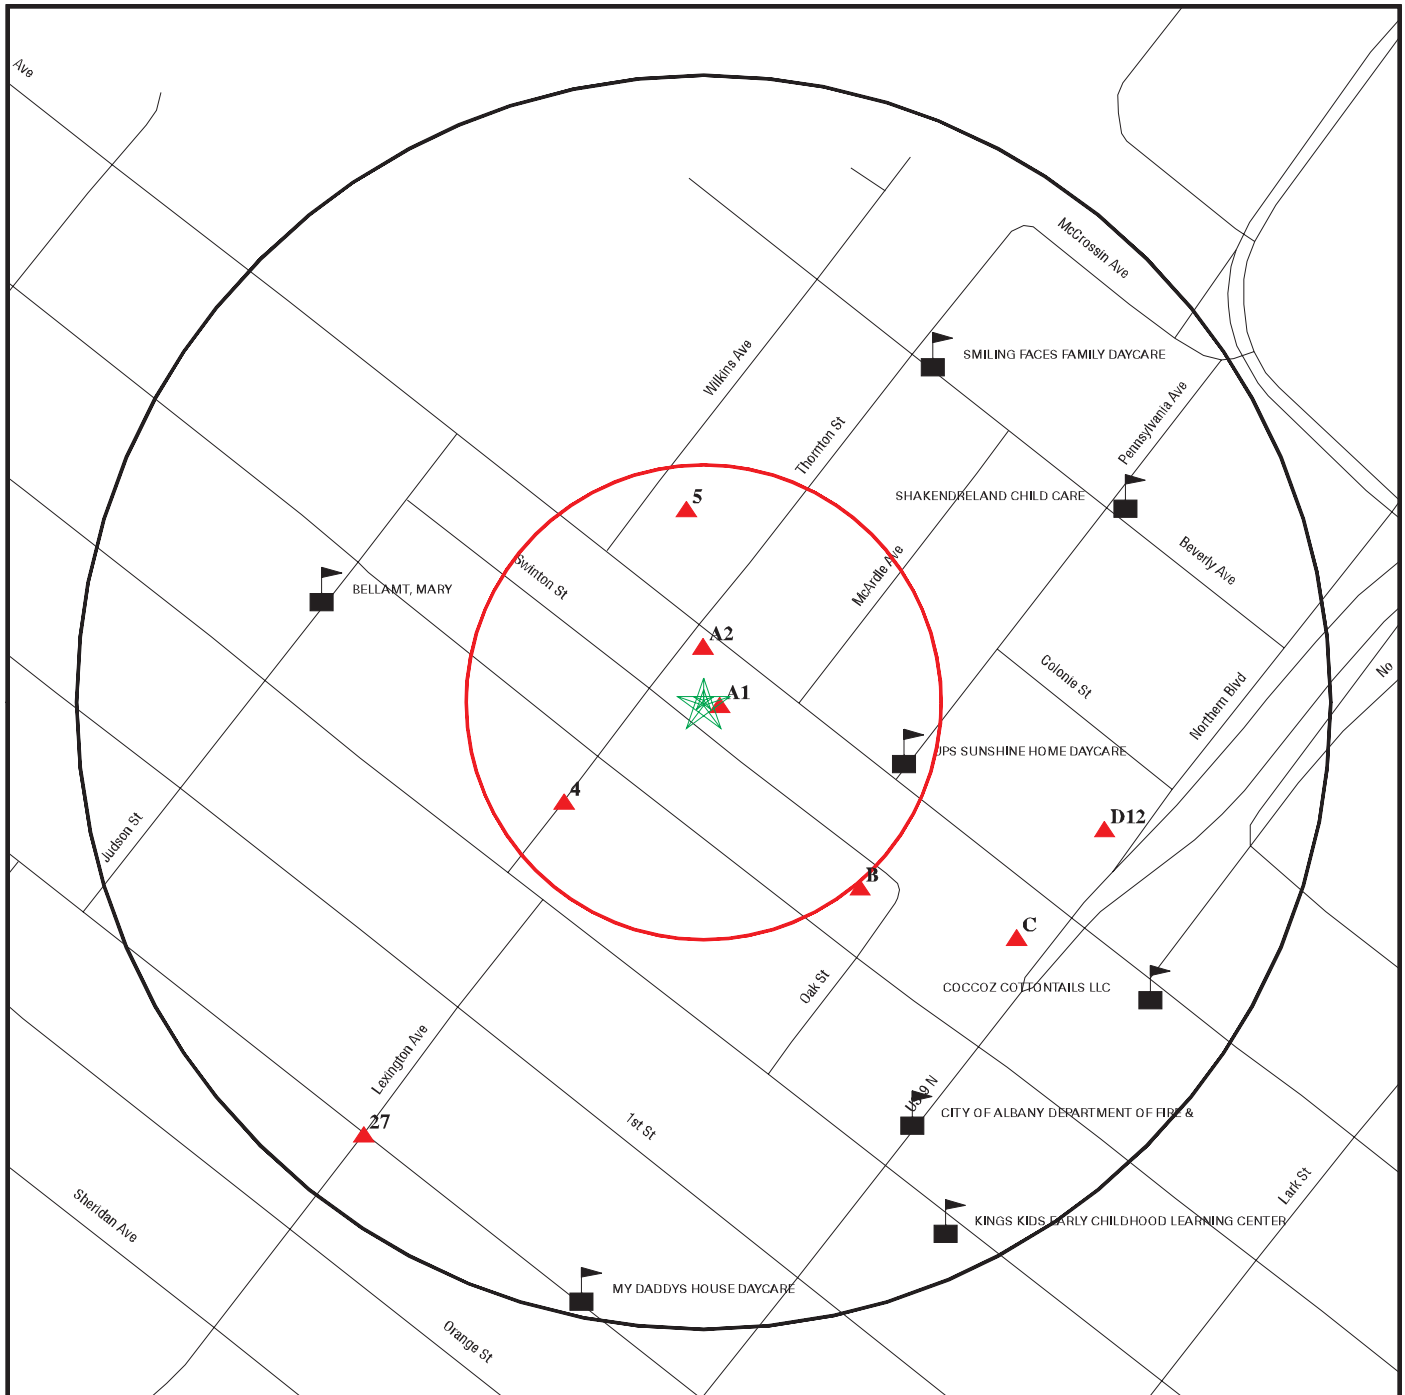 Ave
McCrossin Ave
SMILING FACES FAMILY DAYCARE
Wilkins Ave
Thornton St
Pennsylvania Ave
SHAKENDRELAND CHILD CARE
5
Beverly Ave
Swinton St
McArdle Ave
BELLAMT, MARY
A2
Colonie St
No
A1
Northern Blvd
UPS SUNSHINE HOME DAYCARE
4
D12
Judson St
B
C
Oak St
COCCOZ COTTONTAILS LLC
Lexington Ave
US 9 N
CITY OF ALBANY DEPARTMENT OF FIRE &
27
1st St
Lark St
Sheridan Ave
KINGS KIDS EARLY CHILDHOOD LEARNING CENTER
MY DADDYS HOUSE DAYCARE
Orange St